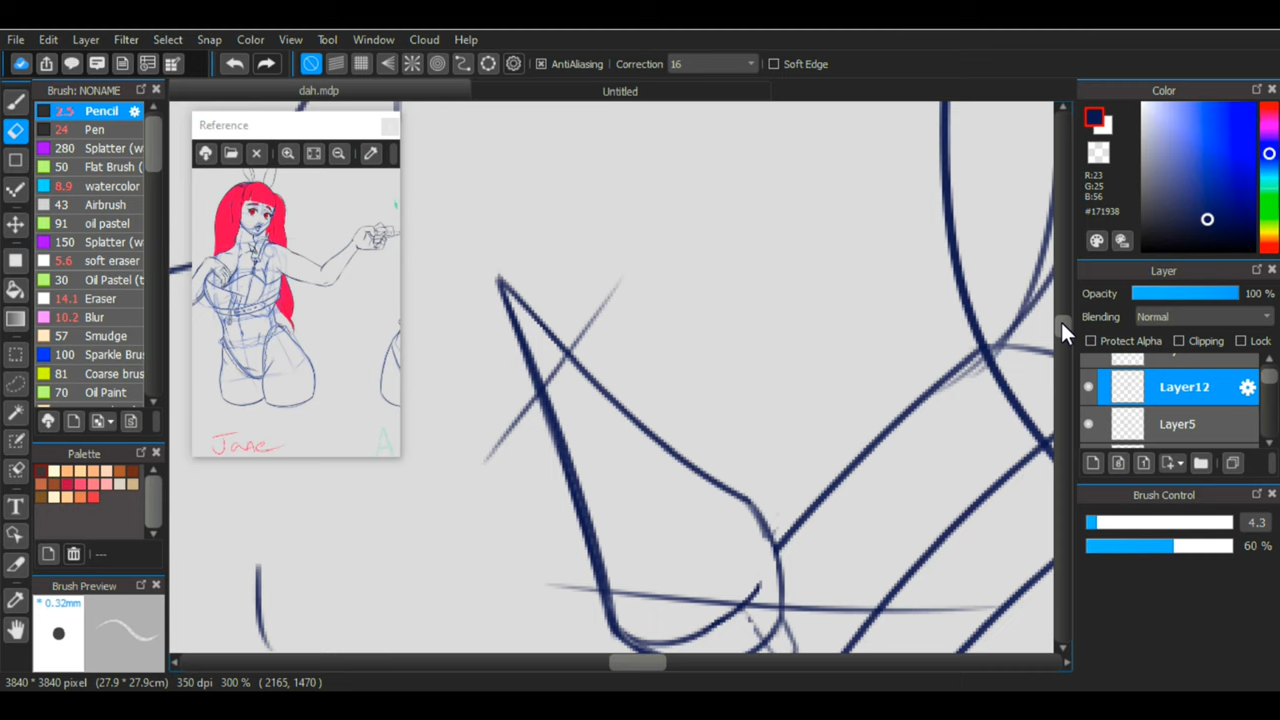 File Edit Layer Filter Select Snap Color View Tool Window Cloud Help
AntiAliasing Correction 16 Soft Edge
Brush: NONAME
dah.mdp
Untitled
Color
2.5 Pencil
24 Pen
280 Splatter (w
50 Flat Brush (
8.9 watercolor
43 Airbrush
91 oil pastel
150 Splatter (w
5.6 soft eraser
30 Oil Pastel (t
14.1 Eraser
10.2 Blur
57 Smudge
100 Sparkle Bru
81 Coarse brus
70 Oil Paint
Palette
---
Brush Preview
* 0.32mm
Reference
Jane
A
R:23
G:25
B:56
#171938
Layer
Opacity 100 %
Blending Normal
Protect Alpha Clipping Lock
Layer12
Layer5
8 1
Brush Control
4.3
60 %
3840 * 3840 pixel (27.9 * 27.9cm) 350 dpi 300 % ( 2165, 1470 )